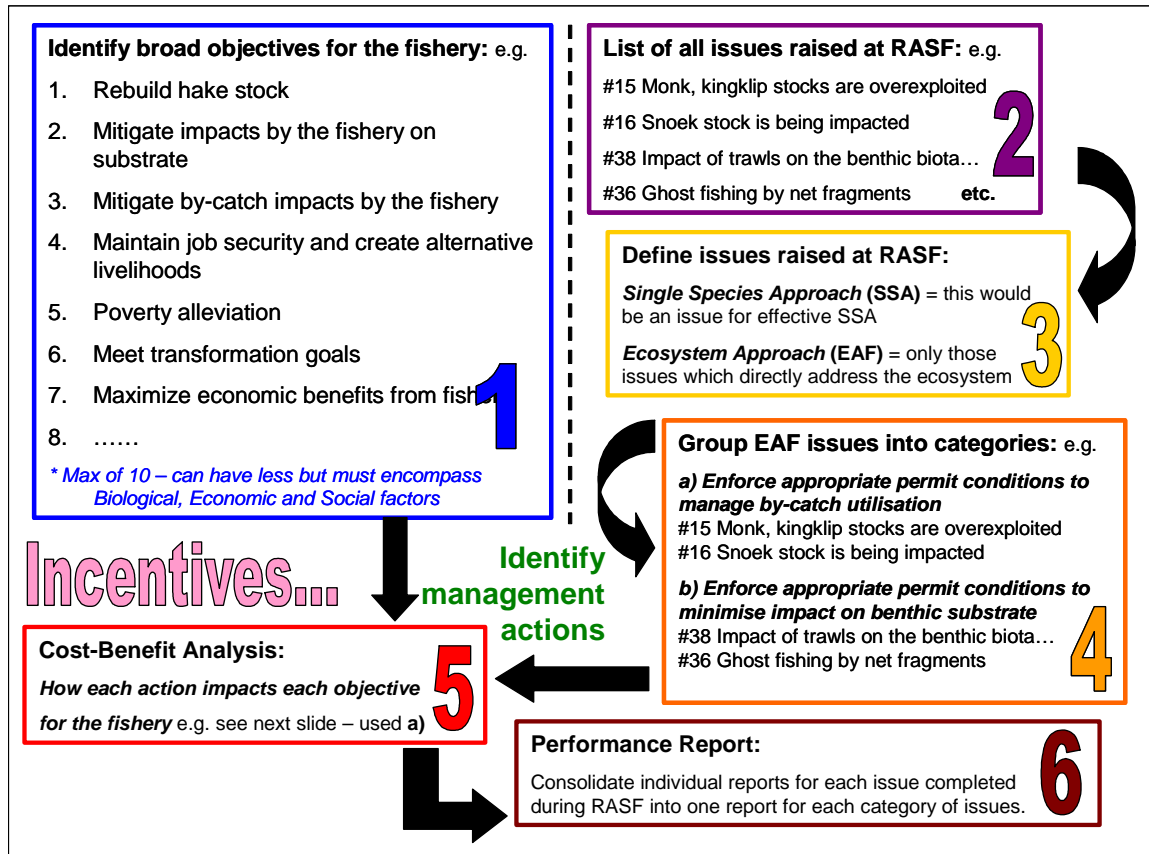 Identify broad objectives for the fishery: e.g.
1. Rebuild hake stock
2. Mitigate impacts by the fishery on
substrate
3. Mitigate by-catch impacts by the fishery
4. Maintain job security and create alternative
livelihoods
5. Poverty alleviation
6. Meet transformation goals
7. Maximize economic benefits from
8. ……
* Max of 10 – can have less but must encompass
Biological, Economic and Social factors
1
List of all issues raised at RASF: e.g.
#15 Monk, kingklip stocks are overexploited
#16 Snoek stock is being impacted
#38 Impact of trawls on the benthic biota…
#36 Ghost fishing by net fragments etc.
2
Define issues raised at RASF:
Single Species Approach (SSA) = this would
be an issue for effective SSA
Ecosystem Approach (EAF) = only those
issues which directly address the ecosystem
3
Group EAF issues into categories: e.g.
a) Enforce appropriate permit conditions to
manage by-catch utilisation
#15 Monk, kingklip stocks are overexploited
#16 Snoek stock is being impacted
b) Enforce appropriate permit conditions to
minimise impact on benthic substrate
#38 Impact of trawls on the benthic biota…
#36 Ghost fishing by net fragments
4
Incentives...
Identify
management
actions
Cost-Benefit Analysis:
How each action impacts each objective
for the fishery e.g. see next slide – used a)
5
Performance Report:
Consolidate individual reports for each issue completed
during RASF into one report for each category of issues.
6